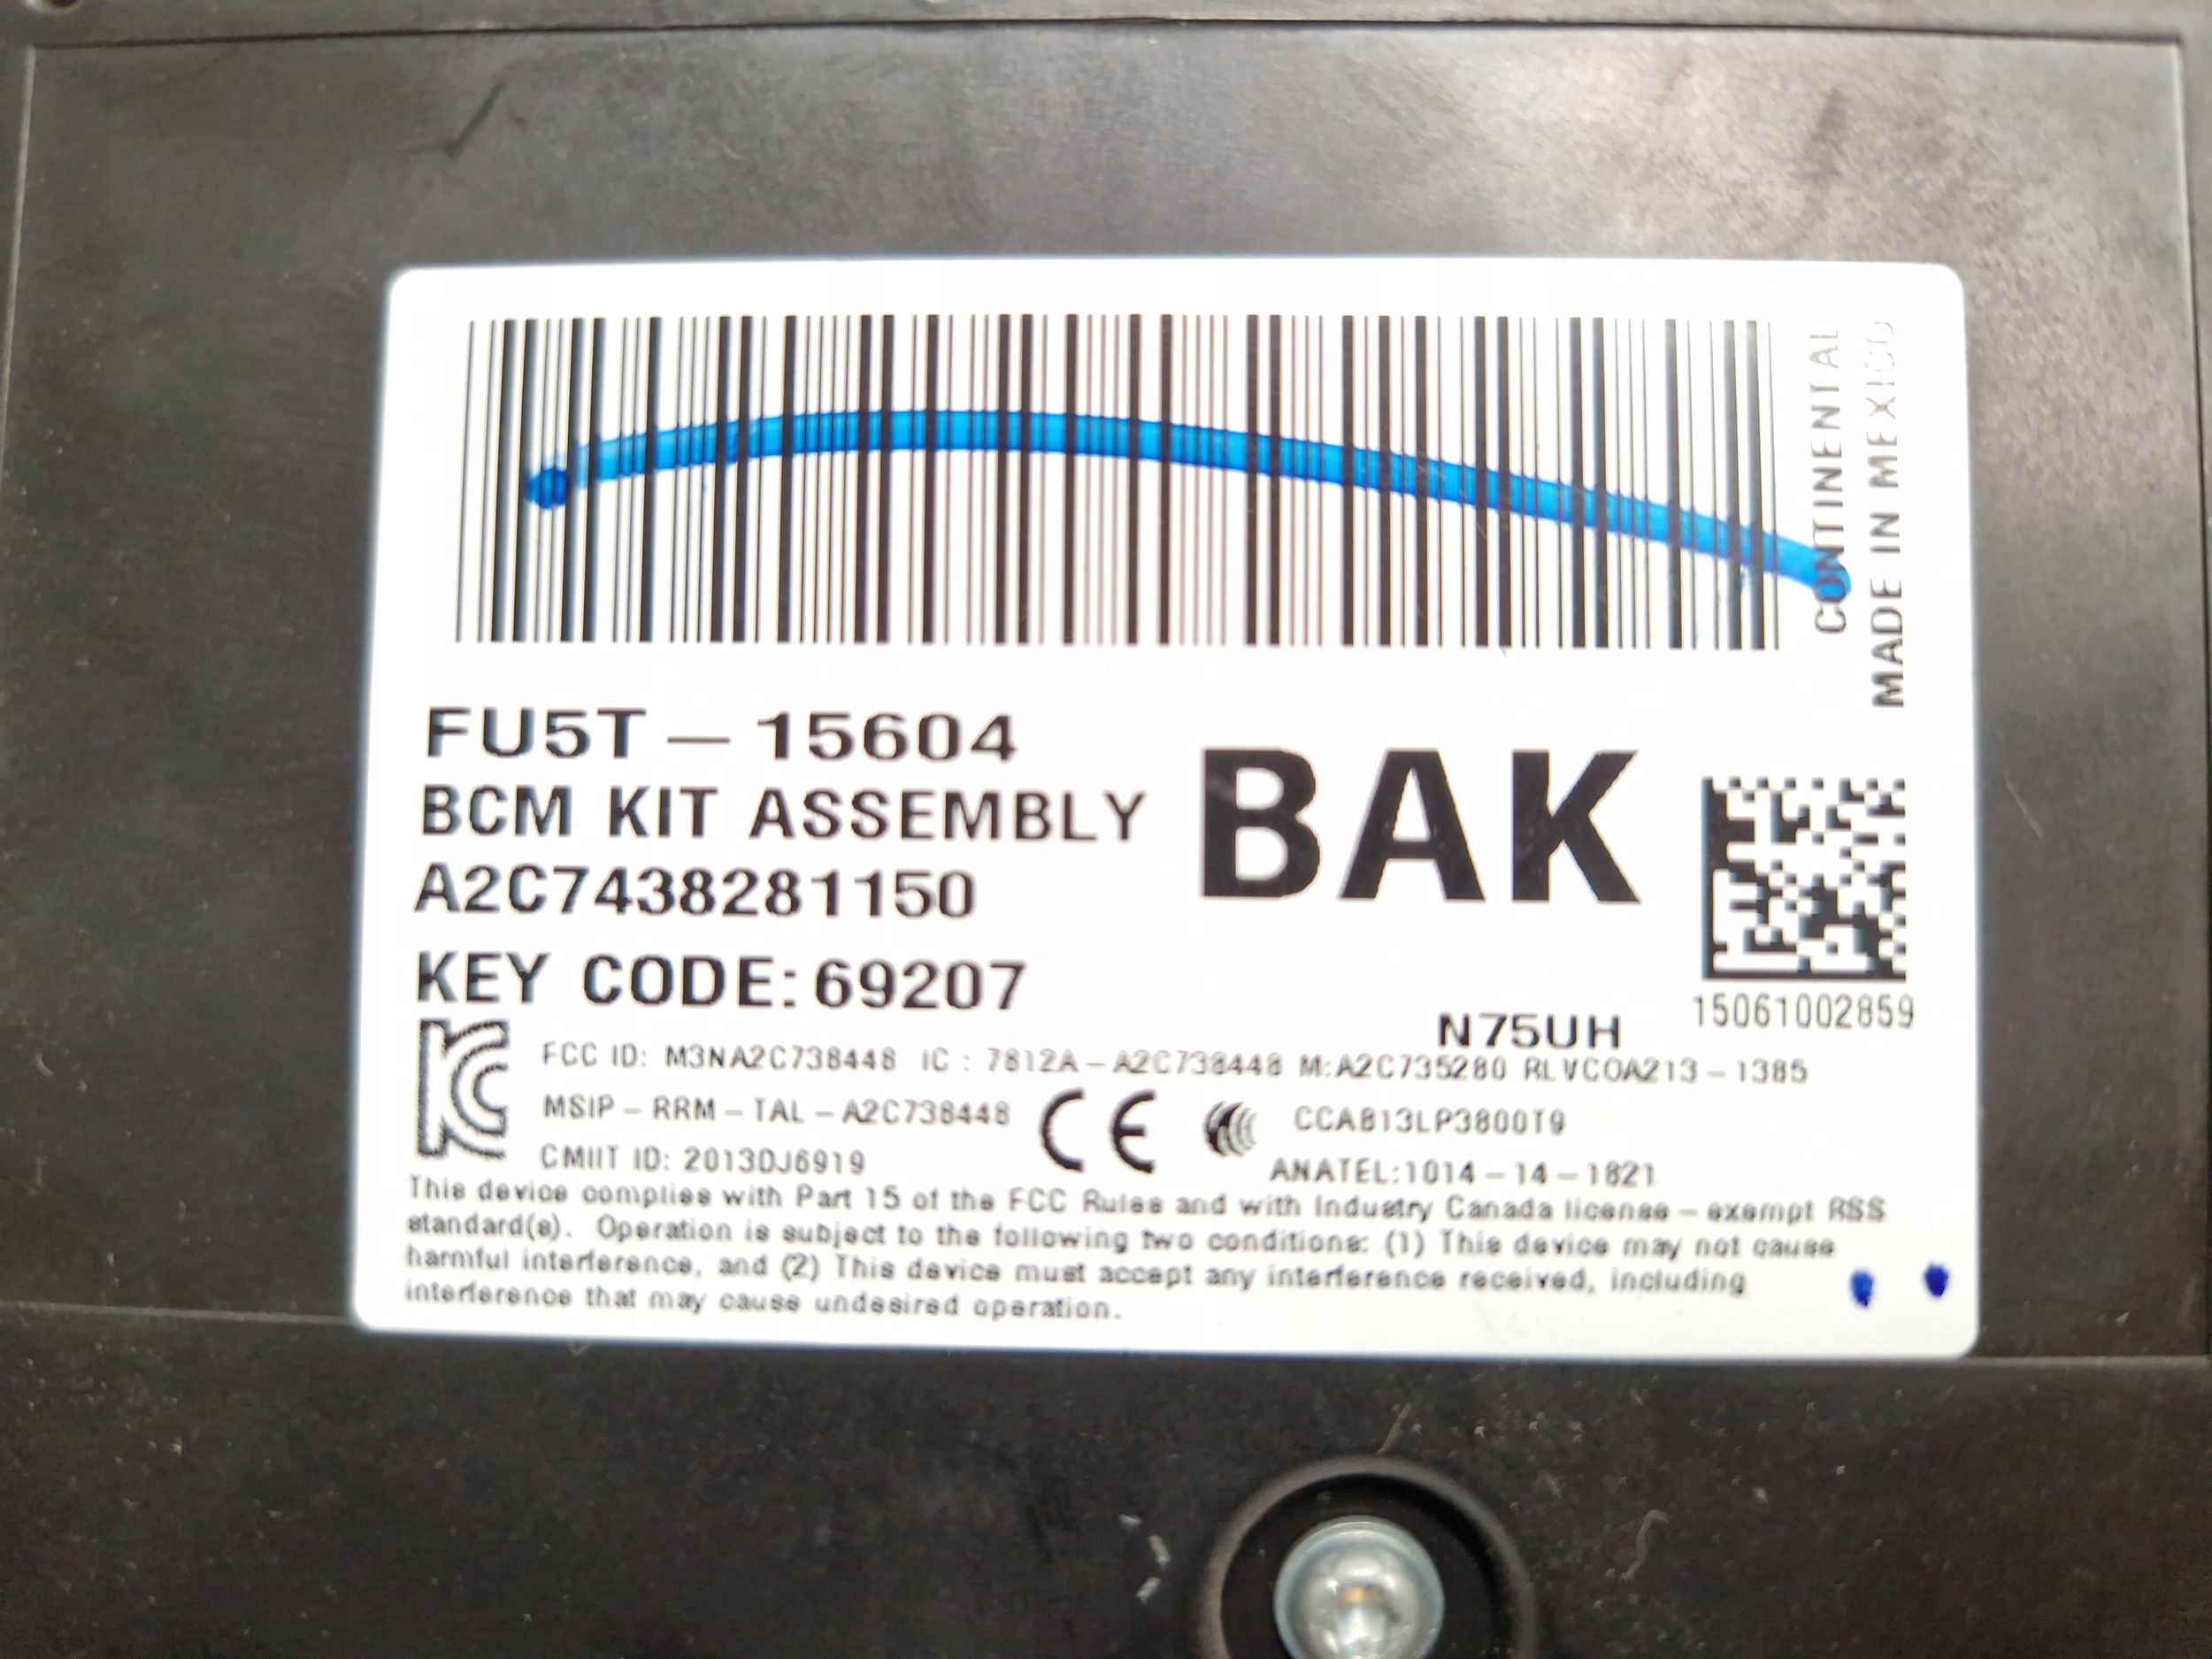 CONTINENTAL
MADE IN MEXICO
FU5T – 15604
BCM KIT ASSEMBLY
BAK
A2C7438281150
KEY CODE: 69207
N75UH
15061002859
FCC ID: M3NA2C738448 IC : 7812A – A2C738448 M:A2C735280 RLVCOA213 – 1385
MSIP – RRM – TAL – A2C738448
CE
CCAB13LP3800T9
CMIIT ID: 2013DJ6919
ANATEL:1014 – 14 – 1821
This device complies with Part 15 of the FCC Rules and with Industry Canada license – exempt RSS
standard(s). Operation is subject to the following two conditions: (1) This device may not cause
harmful interference, and (2) This device must accept any interference received, including
interference that may cause undesired operation.